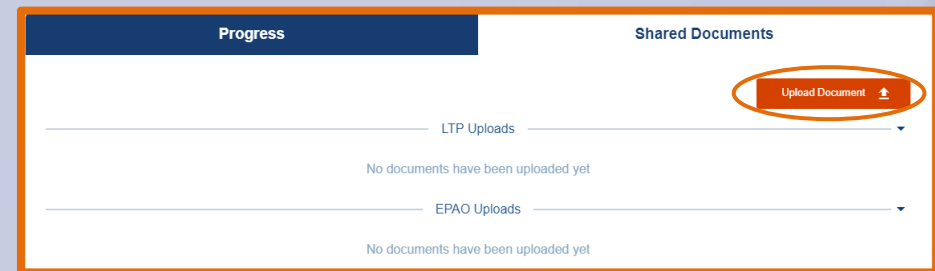 Progress
Shared Documents
Upload Document
LTP Uploads
No documents have been uploaded yet
EPAO Uploads
No documents have been uploaded yet